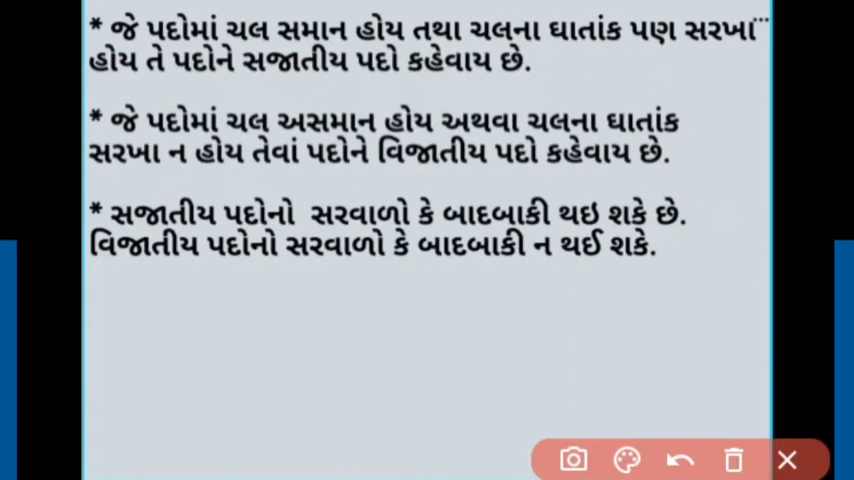 * જે પદોમાં ચલ સમાન હોય તથા ચલના ઘાતાંક પણ સરખા
હોય તે પદોને સજાતીય પદો કહેવાય છે.
* જે પદોમાં ચલ અસમાન હોય અથવા ચલના ઘાતાંક
સરખા ન હોય તેવાં પદોને વિજાતીય પદો કહેવાય છે.
* સજાતીય પદોનો સરવાળો કે બાદબાકી થઇ શકે છે.
વિજાતીય પદોનો સરવાળો કે બાદબાકી ન થઈ શકે.